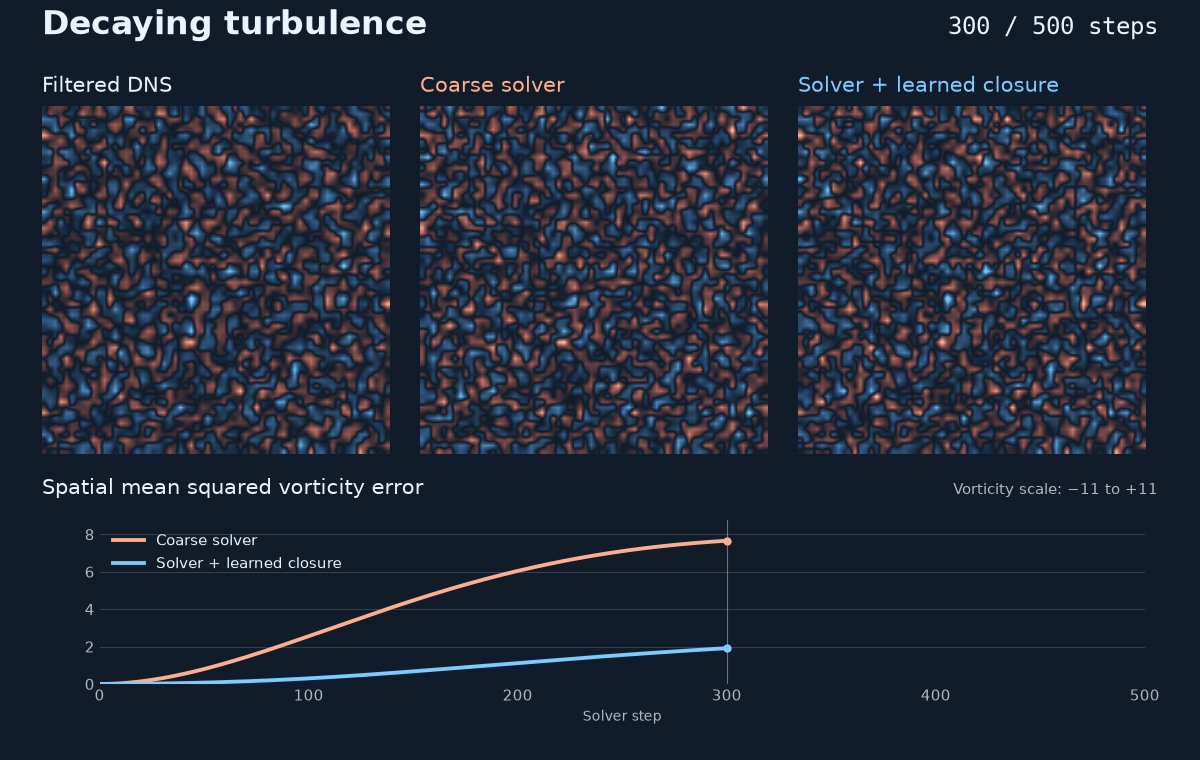 Decaying turbulence
300 / 500 steps
Filtered DNS
Coarse solver
Solver + learned closure
Spatial mean squared vorticity error
Vorticity scale: −11 to +11
8
6
4
2
0
Coarse solver
Solver + learned closure
0 100 200 300 400 500
Solver step